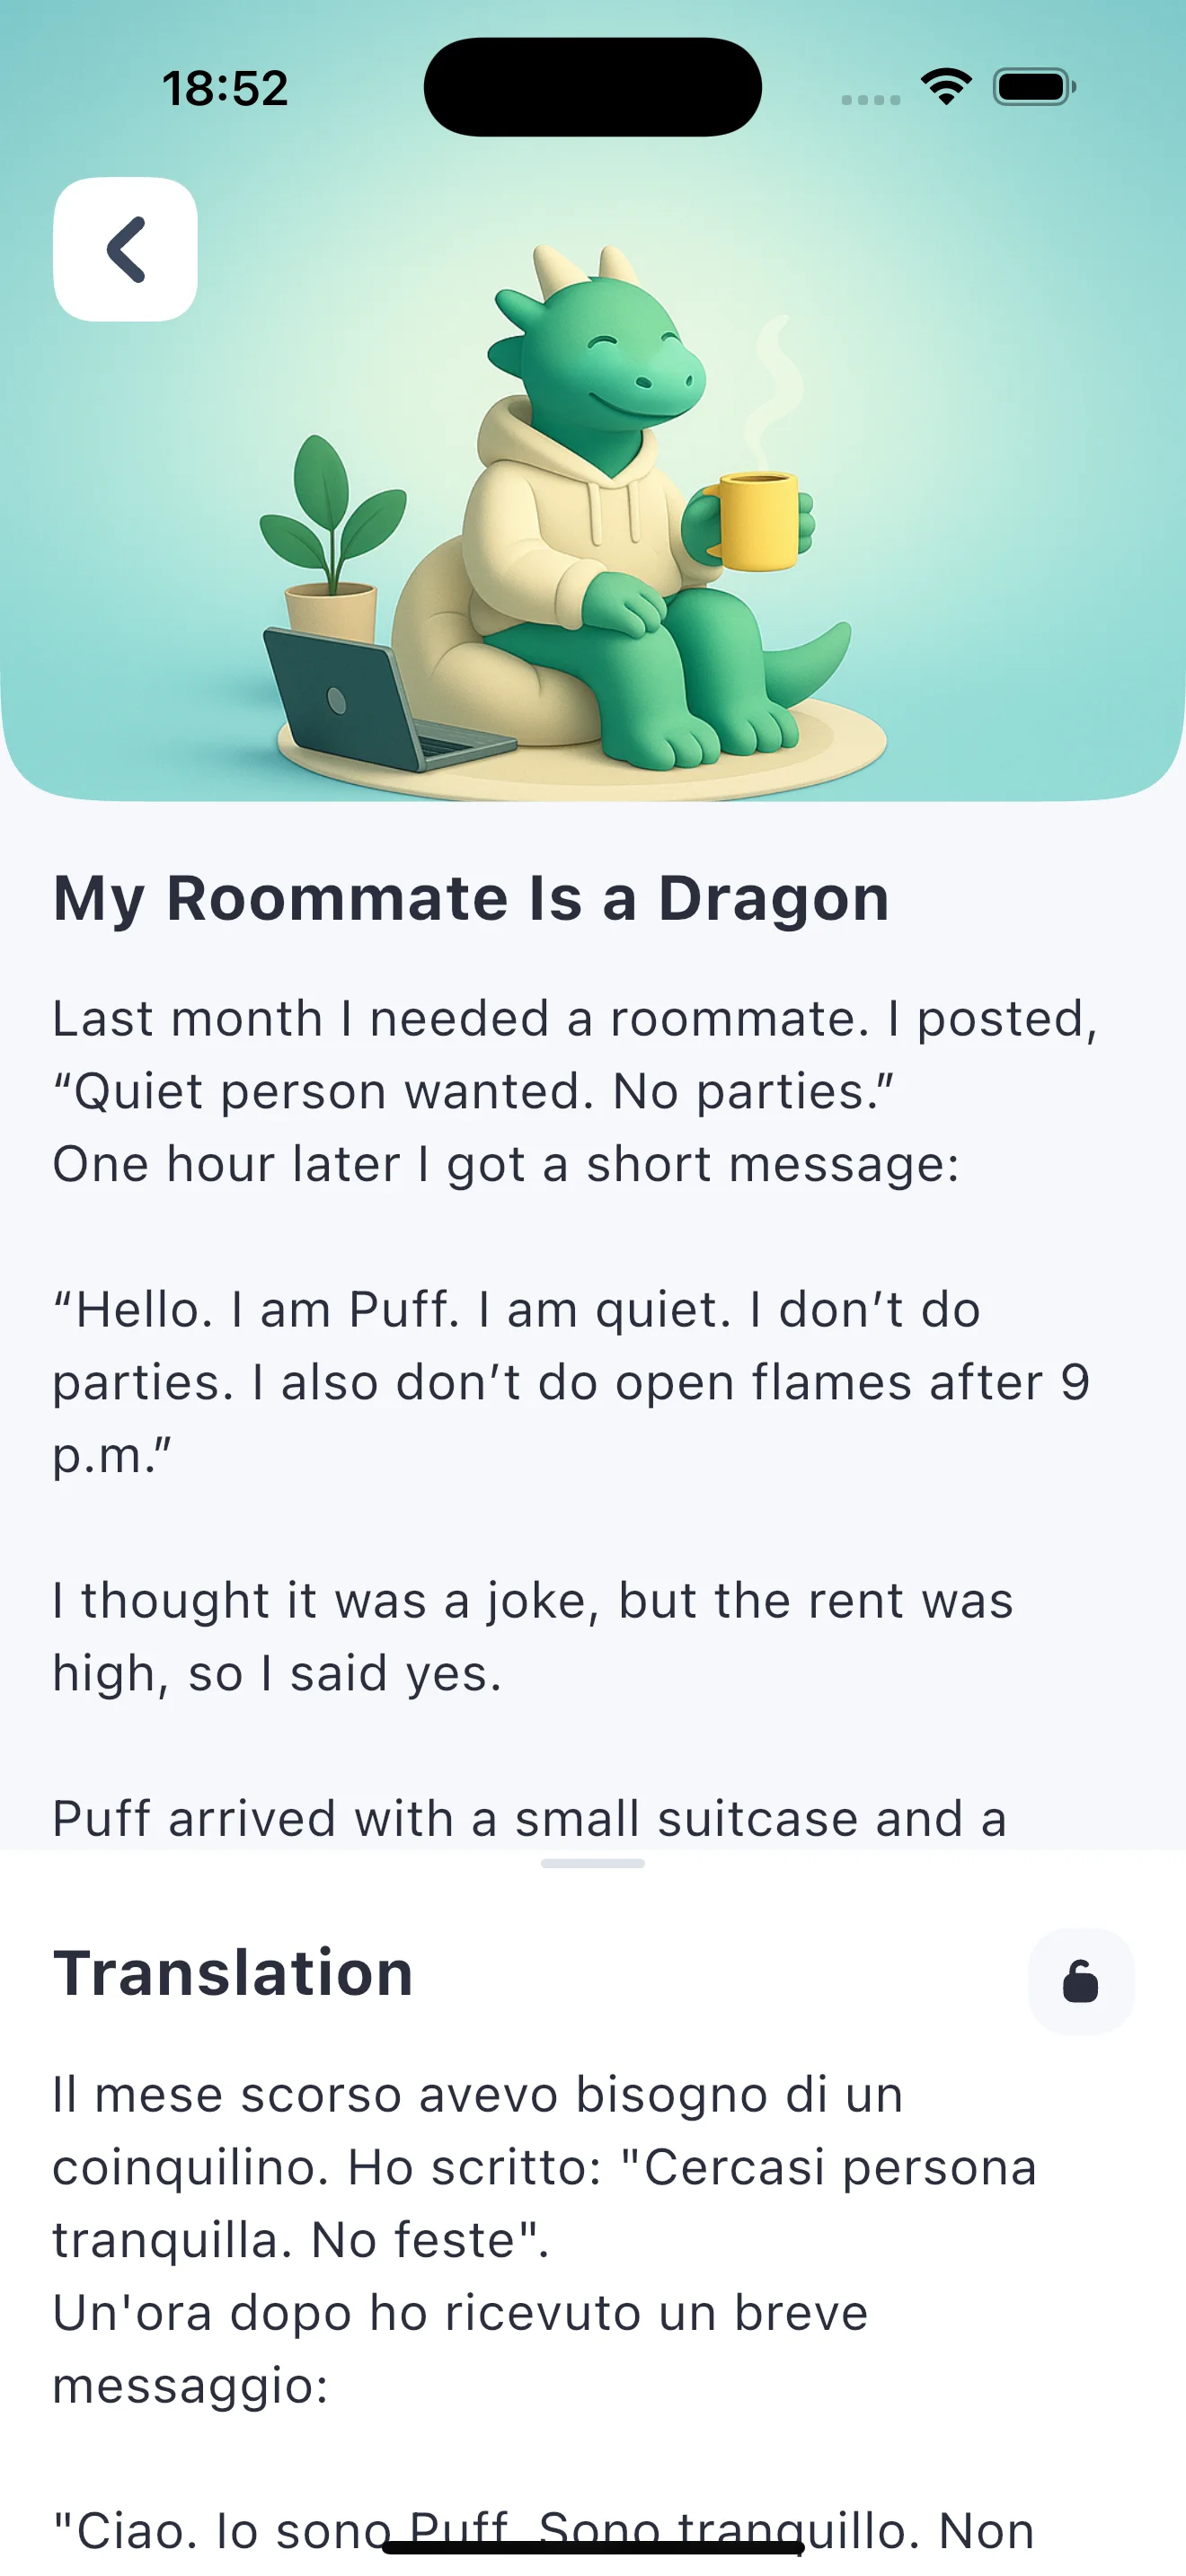 18:52
My Roommate Is a Dragon
Last month I needed a roommate. I posted,
“Quiet person wanted. No parties.”
One hour later I got a short message:
“Hello. I am Puff. I am quiet. I don’t do
parties. I also don’t do open flames after 9
p.m.”
I thought it was a joke, but the rent was
high, so I said yes.
Puff arrived with a small suitcase and a
Translation
Il mese scorso avevo bisogno di un
coinquilino. Ho scritto: "Cercasi persona
tranquilla. No feste".
Un'ora dopo ho ricevuto un breve
messaggio:
"Ciao. Io sono Puff. Sono tranquillo. Non